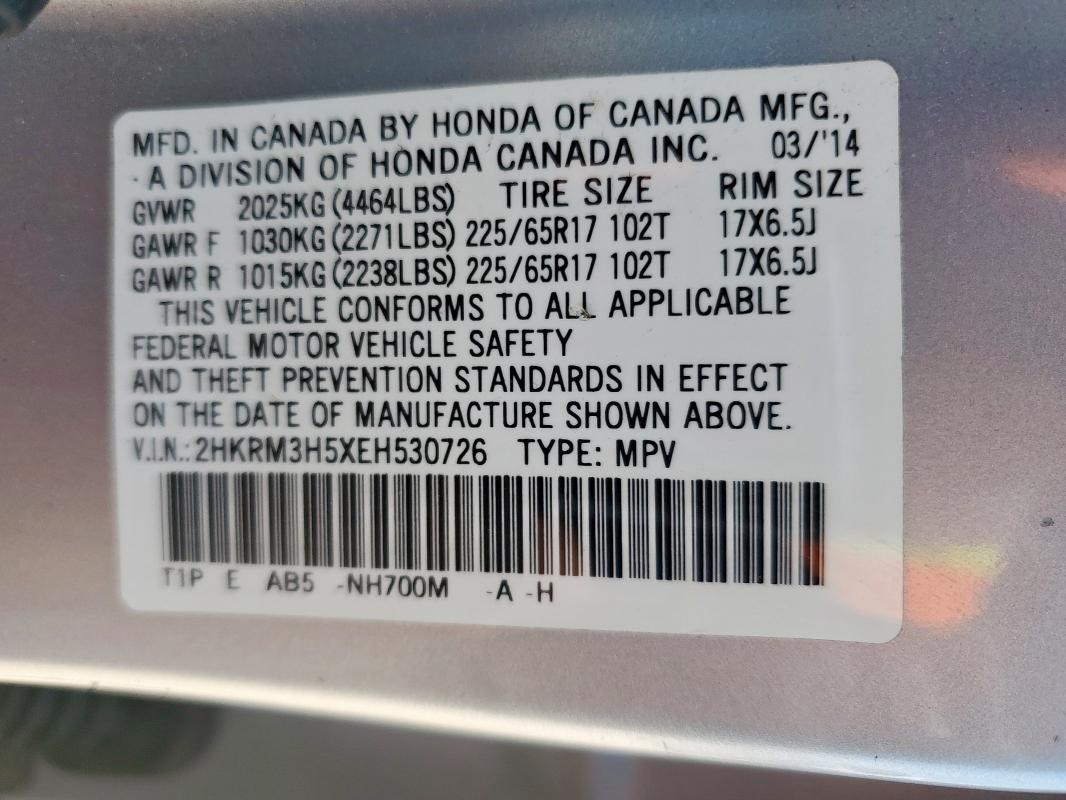 MFD. IN CANADA BY HONDA OF CANADA MFG.,
A DIVISION OF HONDA CANADA INC. 03/'14
GVWR 2025KG (4464LBS) TIRE SIZE RIM SIZE
GAWR F 1030KG (2271LBS) 225/65R17 102T 17X6.5J
GAWR R 1015KG (2238LBS) 225/65R17 102T 17X6.5J
THIS VEHICLE CONFORMS TO ALL APPLICABLE
FEDERAL MOTOR VEHICLE SAFETY
AND THEFT PREVENTION STANDARDS IN EFFECT
ON THE DATE OF MANUFACTURE SHOWN ABOVE.
V.I.N.: 2HKRM3H5XEH530726 TYPE: MPV
T1P E AB5 -NH700M -A -H